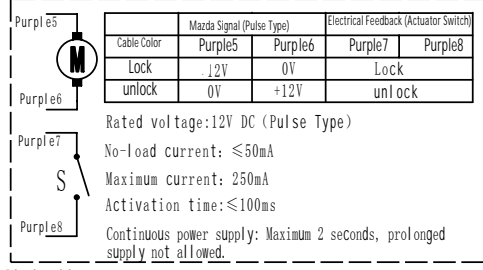 Purple5
M
Purple6
Purple7
S
Purple8
Mazda Signal (Pulse Type) Electrical Feedback (Actuator Switch)
Cable Color Purple5 Purple6 Purple7 Purple8
Lock 12V 0V Lock
unlock 0V +12V unlock
Rated voltage:12V DC (Pulse Type)
No-load current: ≤50mA
Maximum current: 250mA
Activation time:≤100ms
Continuous power supply: Maximum 2 seconds, prolonged
supply not allowed.